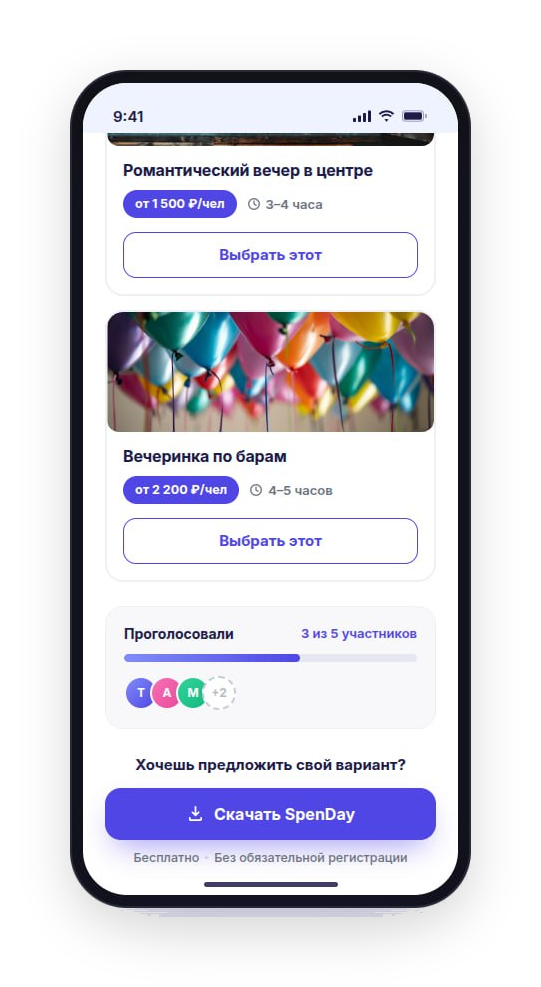 9:41
Романтический вечер в центре
от 1 500 ₽/чел 3–4 часа
Выбрать этот
Вечеринка по барам
от 2 200 ₽/чел 4–5 часов
Выбрать этот
Проголосовали 3 из 5 участников
T A M +2
Хочешь предложить свой вариант?
Скачать SpenDay
Бесплатно · Без обязательной регистрации